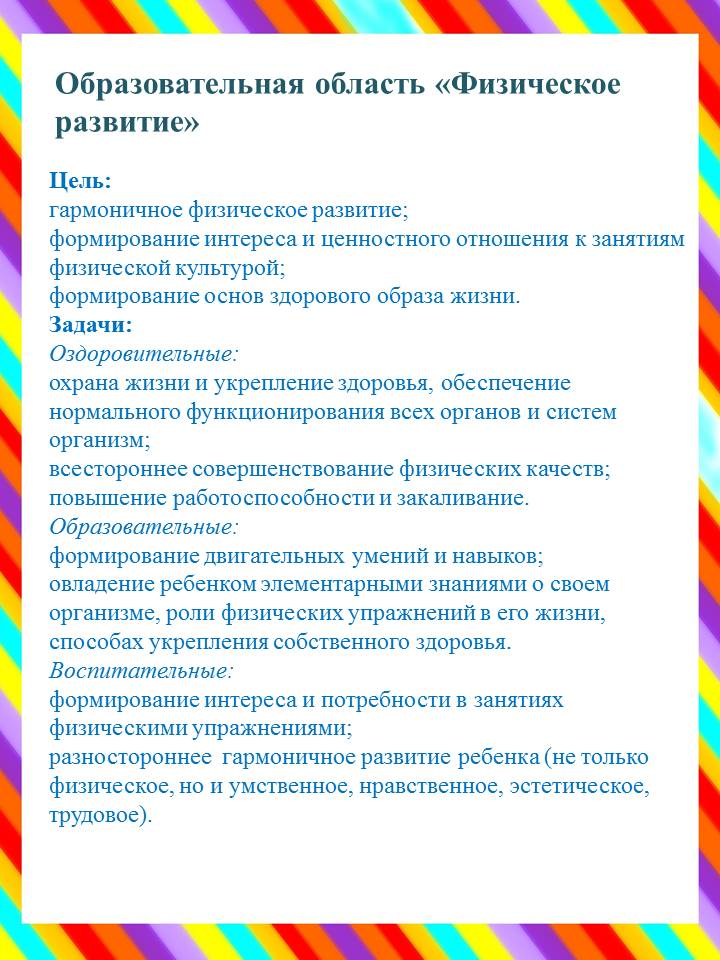 Образовательная область «Физическое
развитие»
Цель:
гармоничное физическое развитие;
формирование интереса и ценностного отношения к занятиям
физической культурой;
формирование основ здорового образа жизни.
Задачи:
Оздоровительные:
охрана жизни и укрепление здоровья, обеспечение
нормального функционирования всех органов и систем
организм;
всестороннее совершенствование физических качеств;
повышение работоспособности и закаливание.
Образовательные:
формирование двигательных умений и навыков;
овладение ребенком элементарными знаниями о своем
организме, роли физических упражнений в его жизни,
способах укрепления собственного здоровья.
Воспитательные:
формирование интереса и потребности в занятиях
физическими упражнениями;
разностороннее гармоничное развитие ребенка (не только
физическое, но и умственное, нравственное, эстетическое,
трудовое).